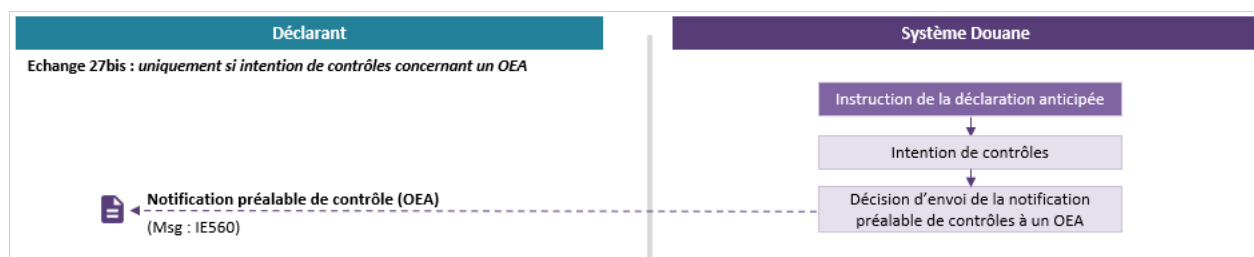 Déclarant
Système Douane
Echange 27bis : uniquement si intention de contrôles concernant un OEA
Instruction de la déclaration anticipée
Intention de contrôles
Notification préalable de contrôle (OEA)
(Msg : IE560)
Décision d’envoi de la notification
préalable de contrôles à un OEA